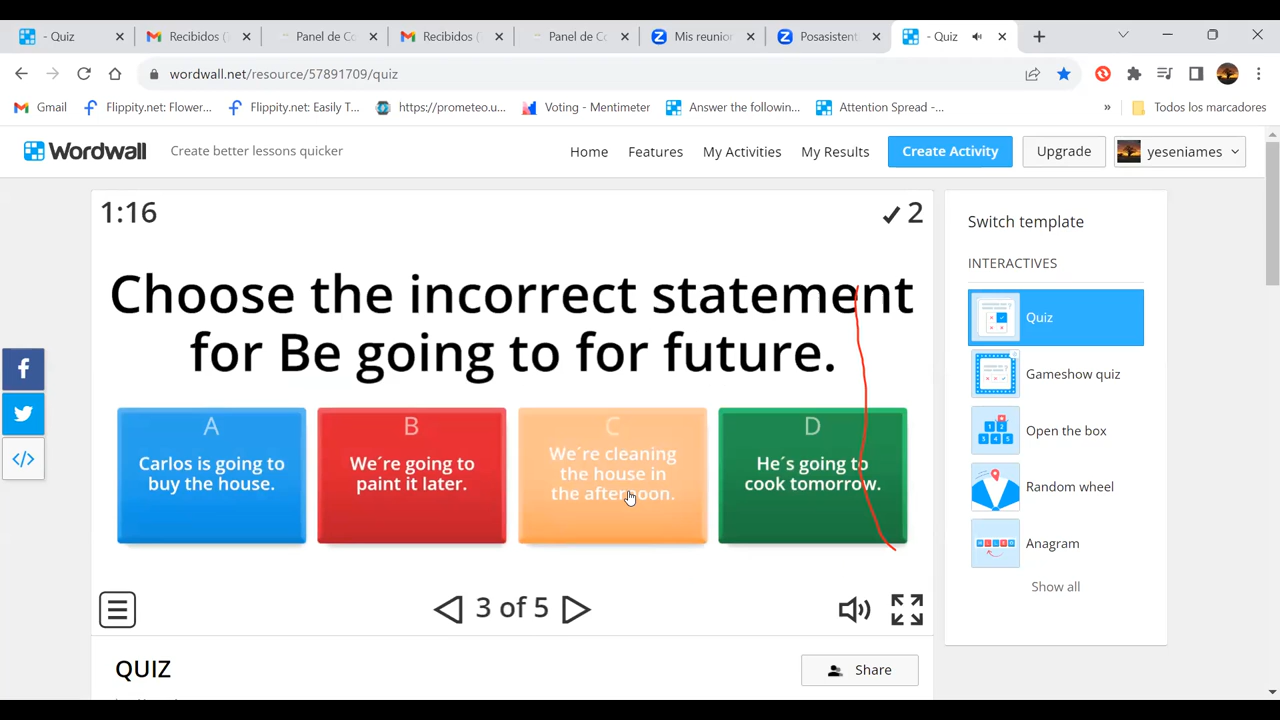 - Quiz
Recibidos (
Panel de Co
Recibidos (
Panel de Co
Mis reunion
Posasistent
- Quiz
wordwall.net/resource/57891709/quiz
Gmail
Flippity.net: Flower...
Flippity.net: Easily T...
https://prometeo.u...
Voting - Mentimeter
Answer the followin...
Attention Spread -...
»
Todos los marcadores
Wordwall
Create better lessons quicker
Home
Features
My Activities
My Results
Create Activity
Upgrade
yeseniames
1:16
✓ 2
Choose the incorrect statement
for Be going to for future.
A
Carlos is going to
buy the house.
B
We´re going to
paint it later.
C
We´re cleaning
the house in
the afternoon.
D
He´s going to
cook tomorrow.
3 of 5
QUIZ
Share
Switch template
INTERACTIVES
Quiz
Gameshow quiz
Open the box
Random wheel
Anagram
Show all